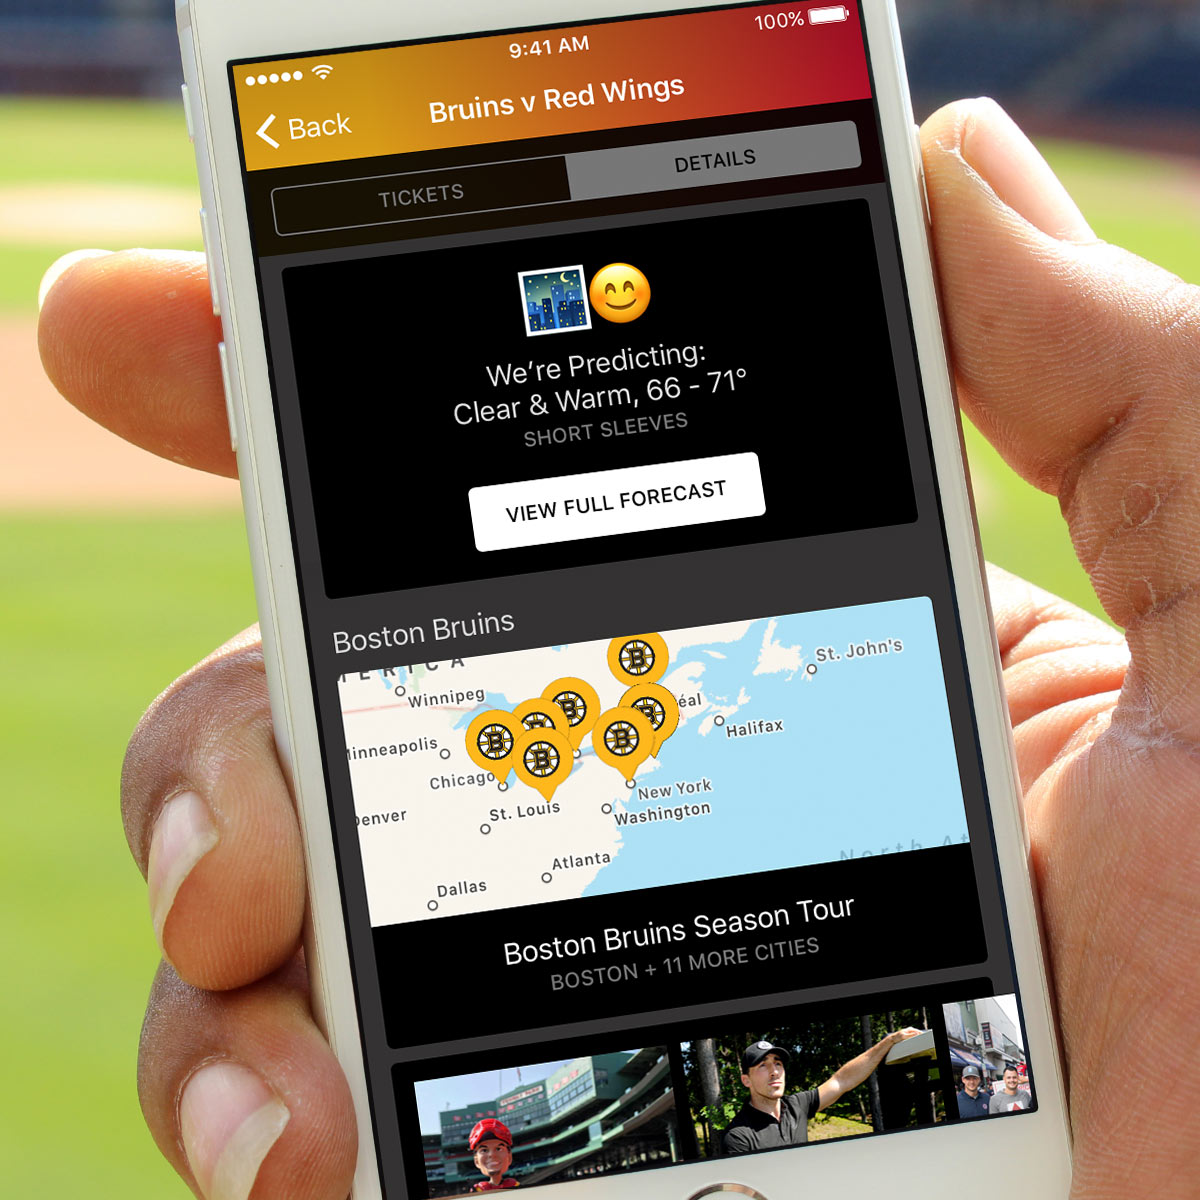 9:41 AM
100%
Back
Bruins v Red Wings
TICKETS
DETAILS
We're Predicting:
Clear & Warm, 66 - 71°
SHORT SLEEVES
VIEW FULL FORECAST
Boston Bruins
ERICA
Winnipeg
St. John's
éal
Halifax
inneapolis
Chicago
New York
Washington
enver
St. Louis
Atlanta
Dallas
North At
B
B
B
B
B
B
B
Boston Bruins Season Tour
BOSTON + 11 MORE CITIES